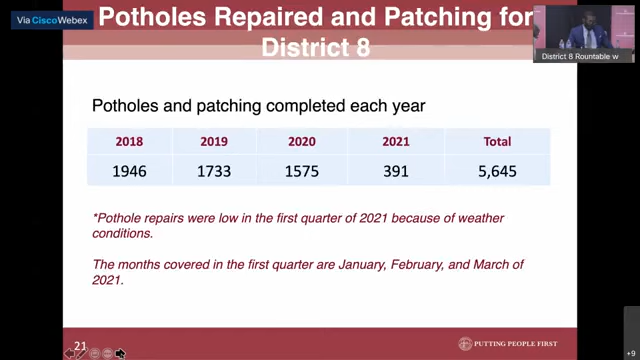 Via Cisco Webex
Potholes Repaired and Patching for
District 8
District 8 Roundtable w
Potholes and patching completed each year
2018 2019 2020 2021 Total
1946 1733 1575 391 5,645
*Pothole repairs were low in the first quarter of 2021 because of weather
conditions.
The months covered in the first quarter are January, February, and March of
2021.
21
PUTTING PEOPLE FIRST
+9